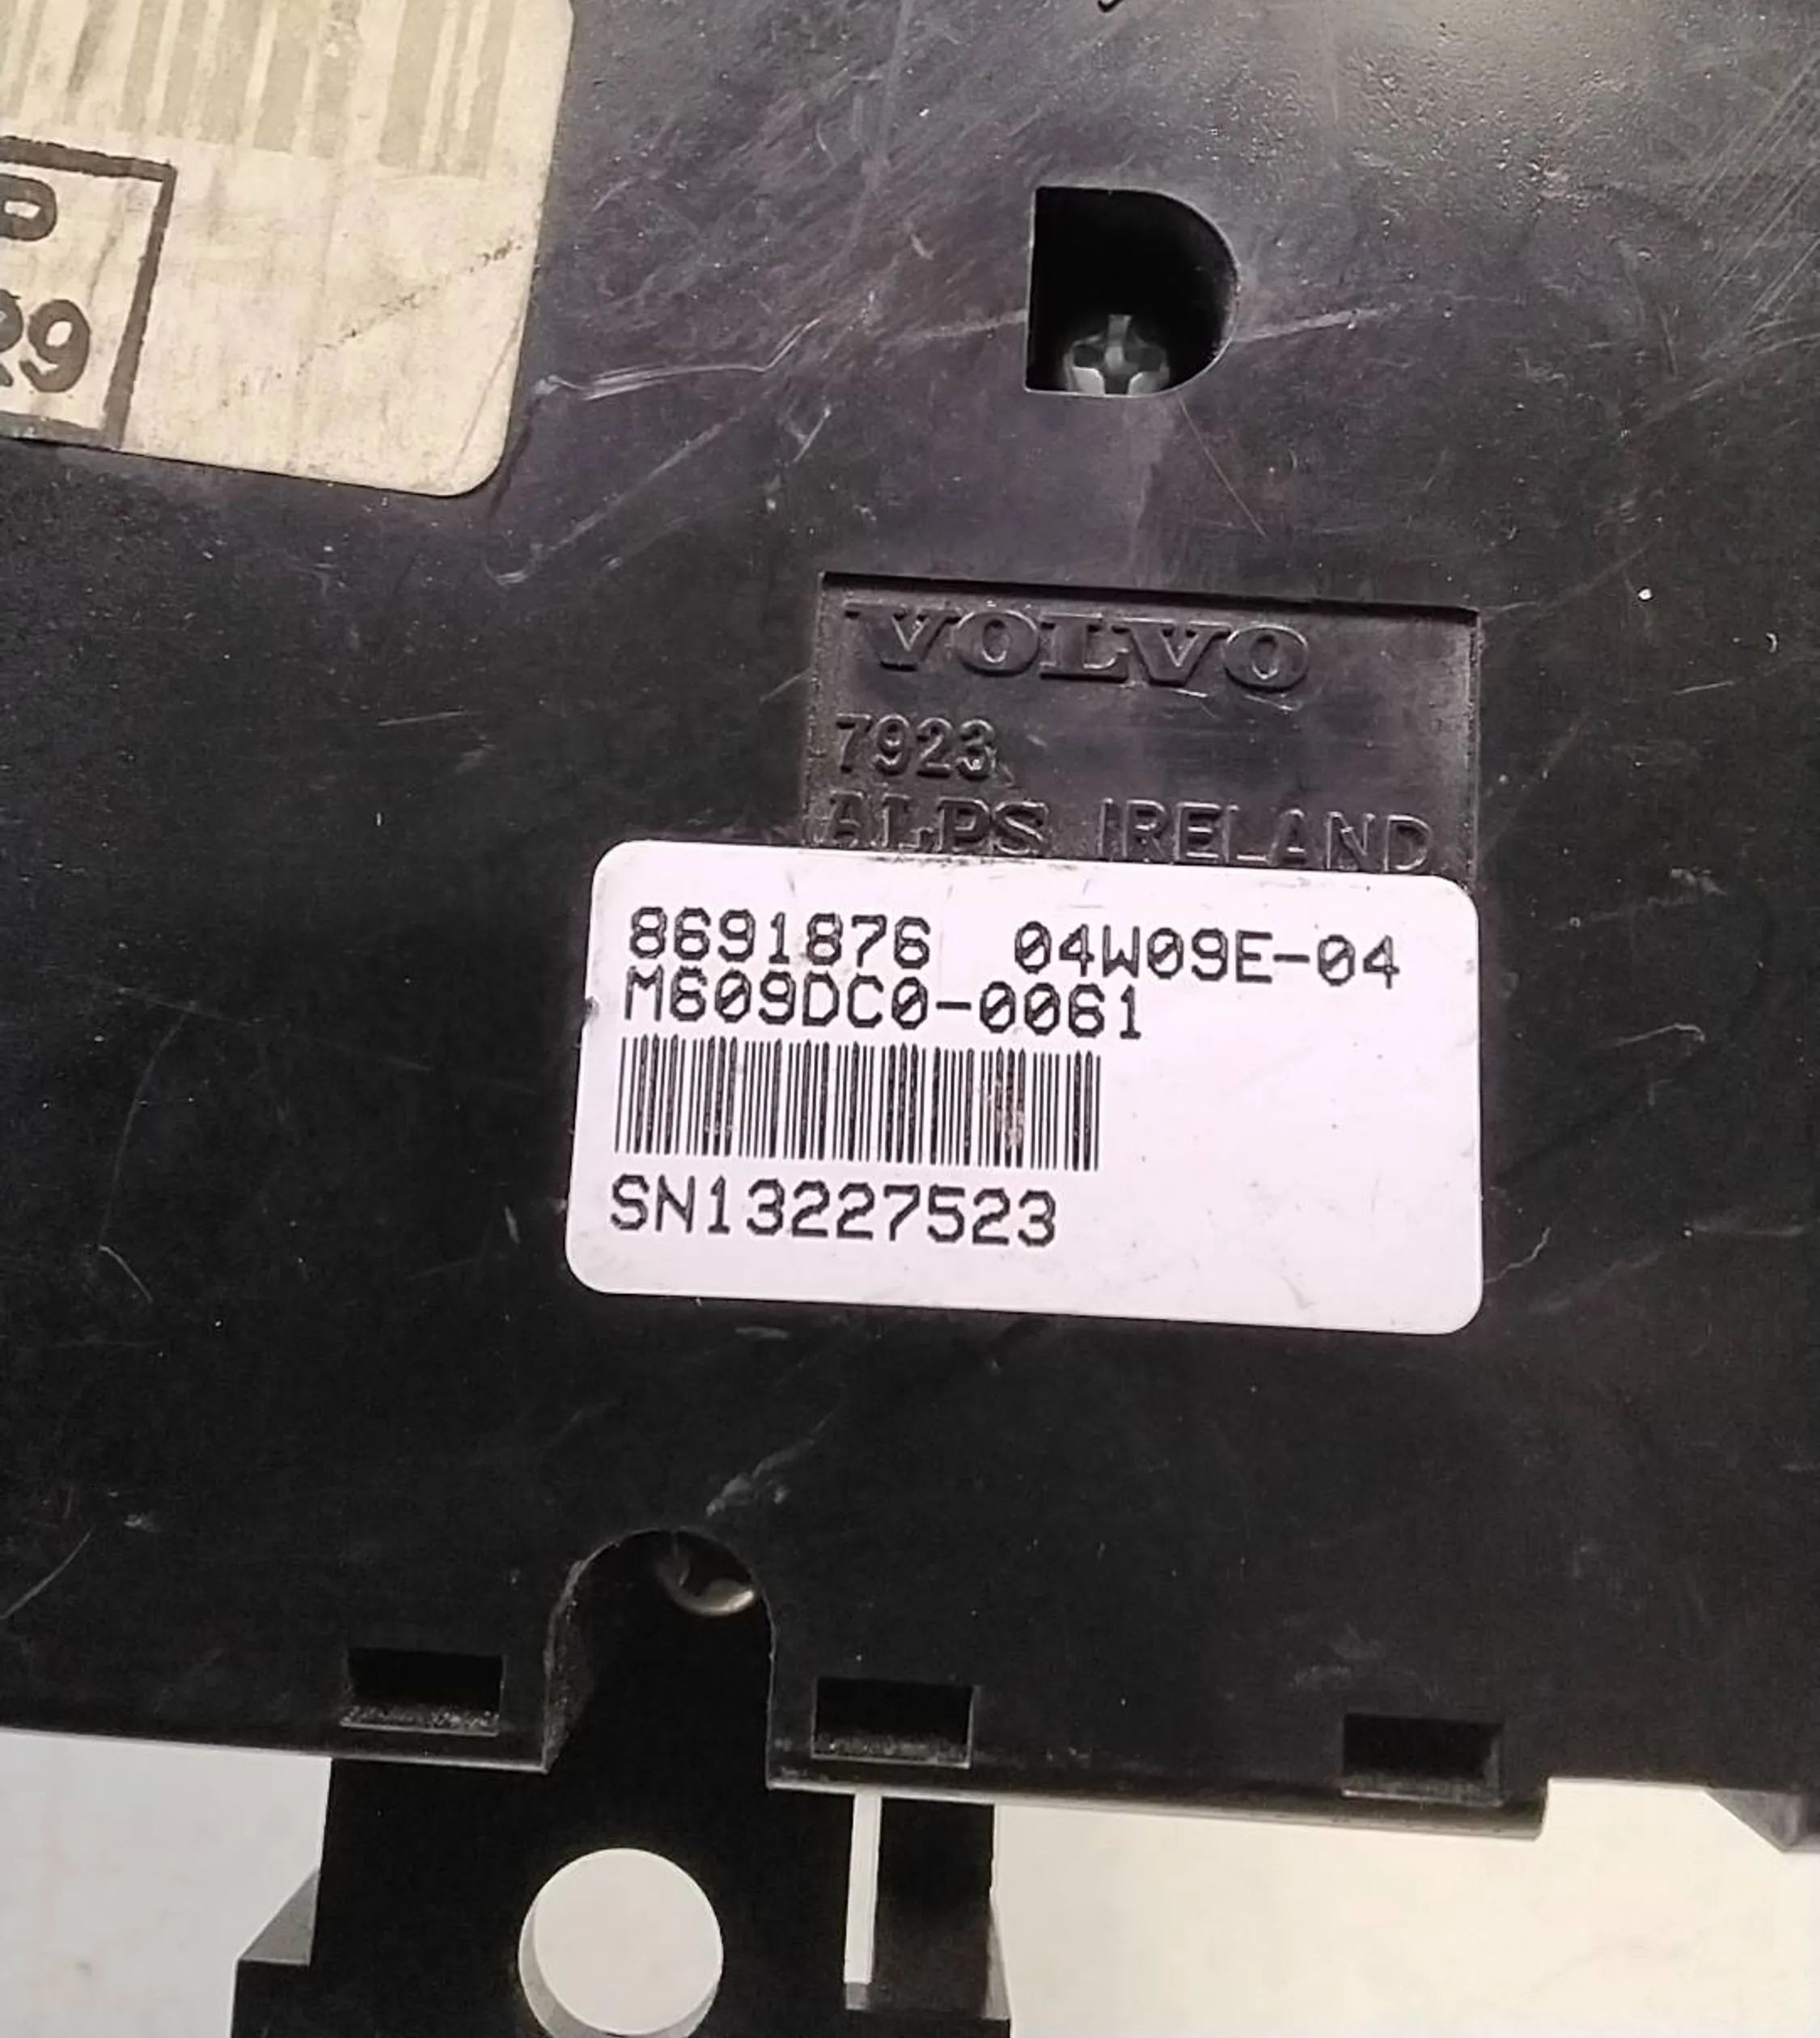 VOLVO
7923
ALPS IRELAND
8691876 04W09E-04
M609DC0-0061
SN13227523